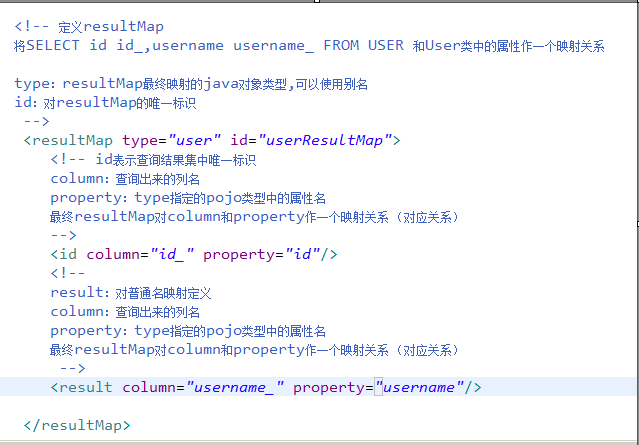 <!-- 定义resultMap
将SELECT id id_,username username_ FROM USER 和User类中的属性作一个映射关系
type：resultMap最终映射的java对象类型,可以使用别名
id：对resultMap的唯一标识
-->
<resultMap type="user" id="userResultMap">
<!-- id表示查询结果集中唯一标识
column：查询出来的列名
property：type指定的pojo类型中的属性名
最终resultMap对column和property作一个映射关系（对应关系）
-->
<id column="id_" property="id"/>
<!--
result：对普通名映射定义
column：查询出来的列名
property：type指定的pojo类型中的属性名
最终resultMap对column和property作一个映射关系（对应关系）
-->
<result column="username_" property="username"/>
</resultMap>